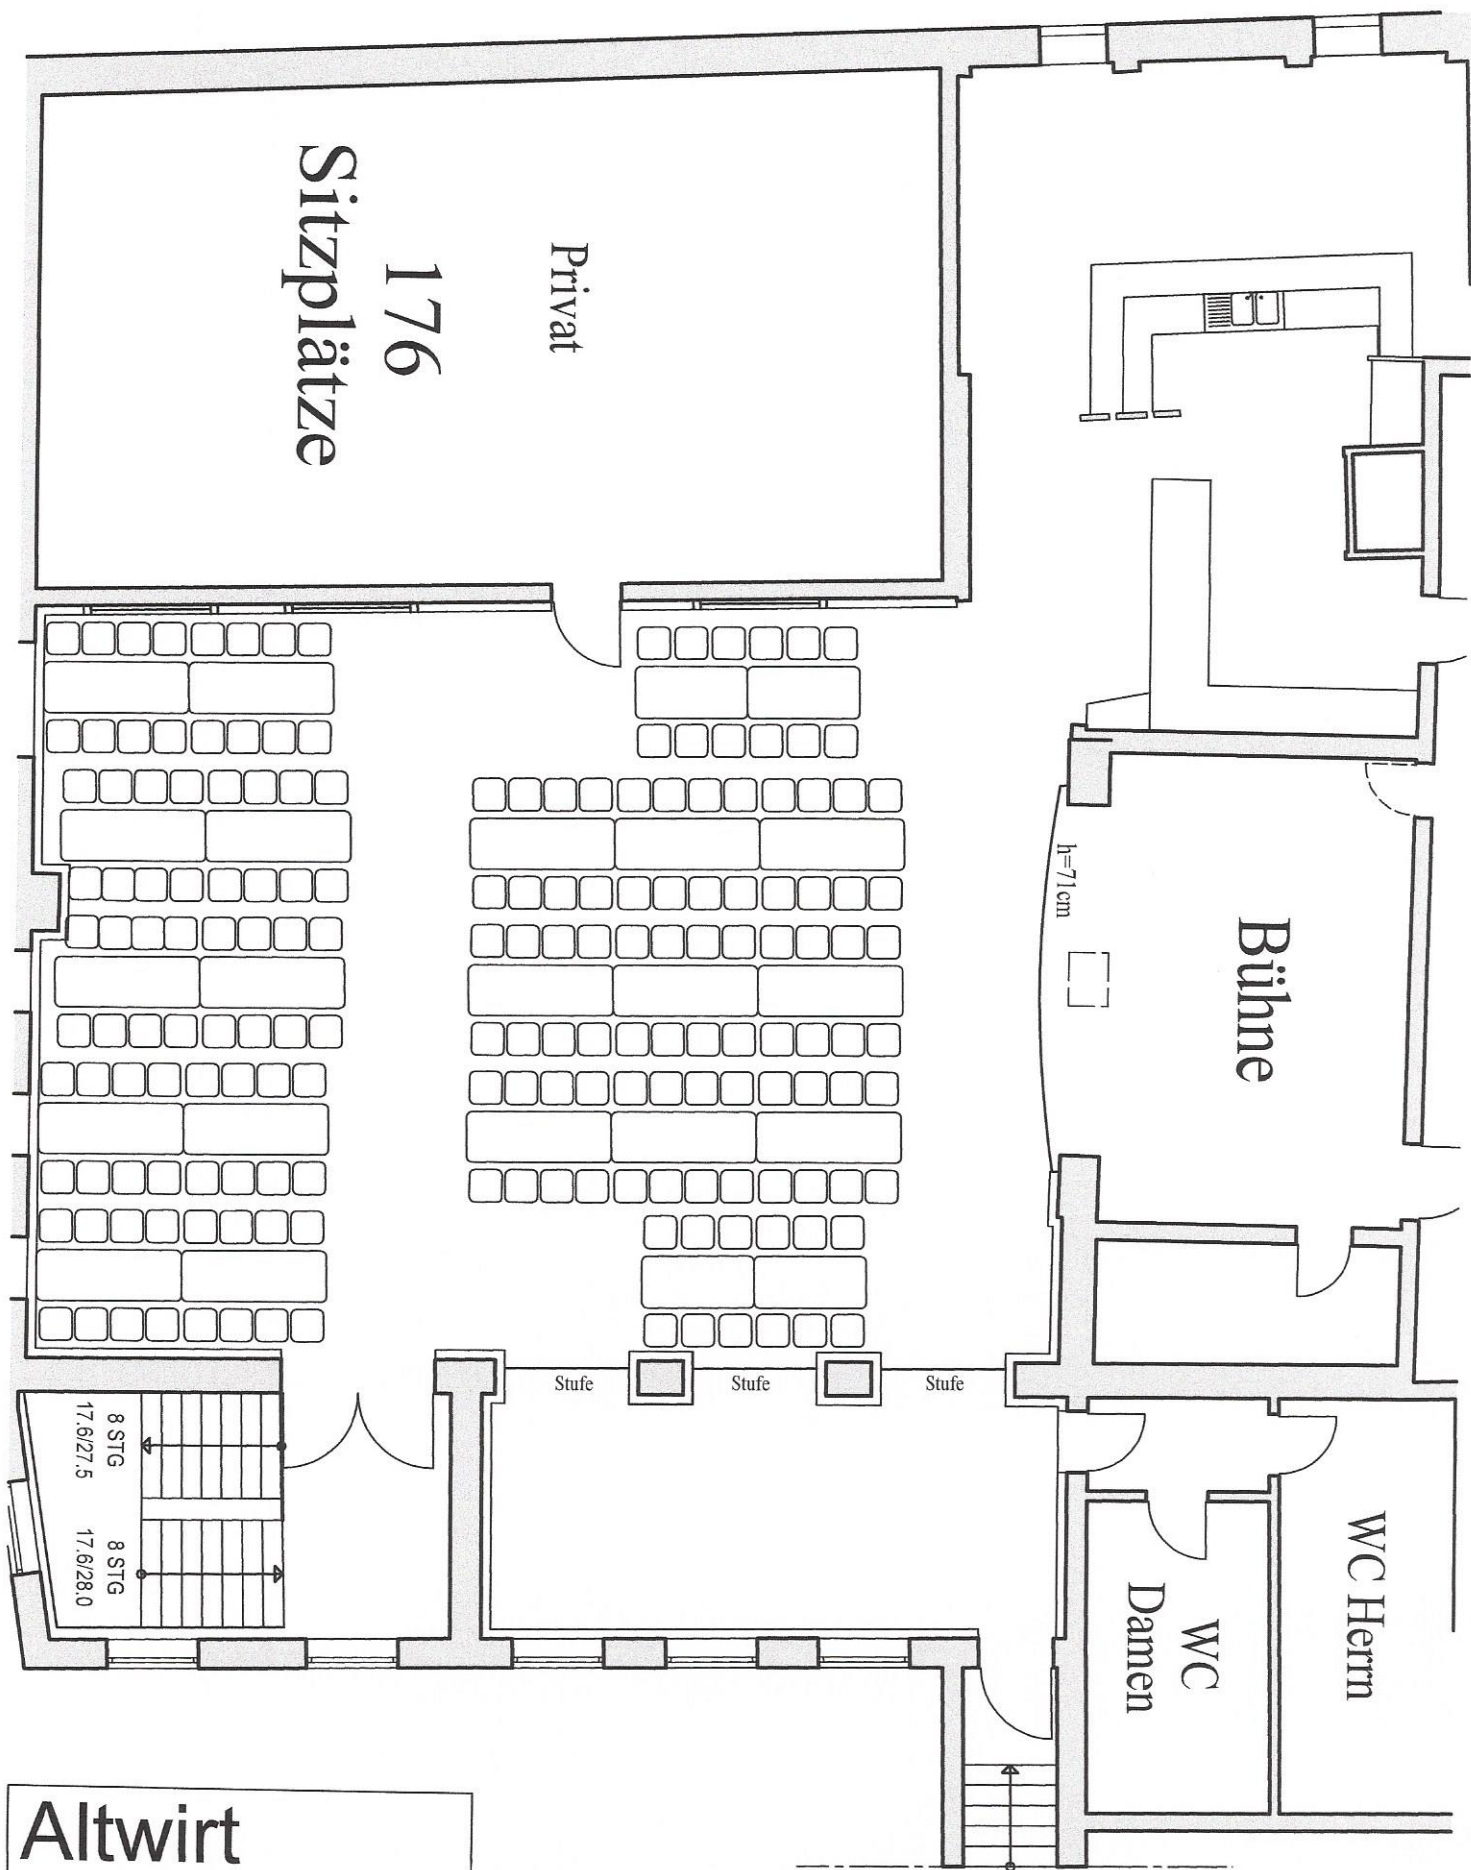 Privat
176
Sitzplätze
h=71cm
Bühne
Stufe
Stufe
Stufe
8 STG
17.6/27.5
8 STG
17.6/28.0
WC Herrn
WC
Damen
Altwirt